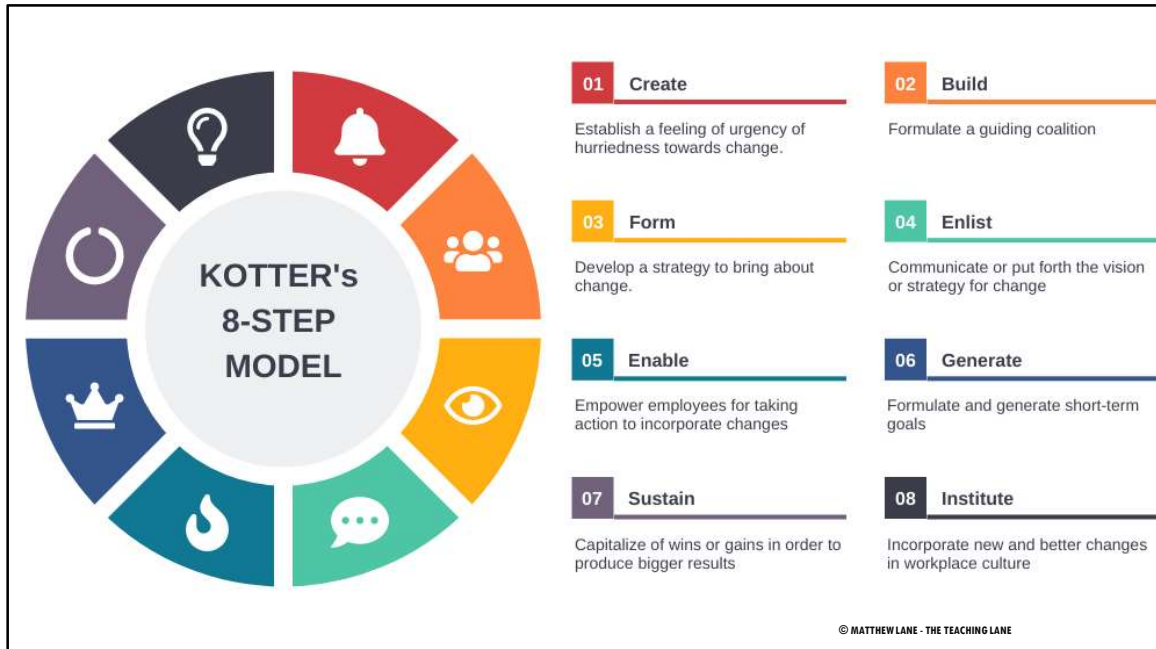 KOTTER's
8-STEP
MODEL
01 Create
Establish a feeling of urgency of
hurriedness towards change.
02 Build
Formulate a guiding coalition
03 Form
Develop a strategy to bring about
change.
04 Enlist
Communicate or put forth the vision
or strategy for change
05 Enable
Empower employees for taking
action to incorporate changes
06 Generate
Formulate and generate short-term
goals
07 Sustain
Capitalize of wins or gains in order to
produce bigger results
08 Institute
Incorporate new and better changes
in workplace culture
© MATTHEW LANE - THE TEACHING LANE